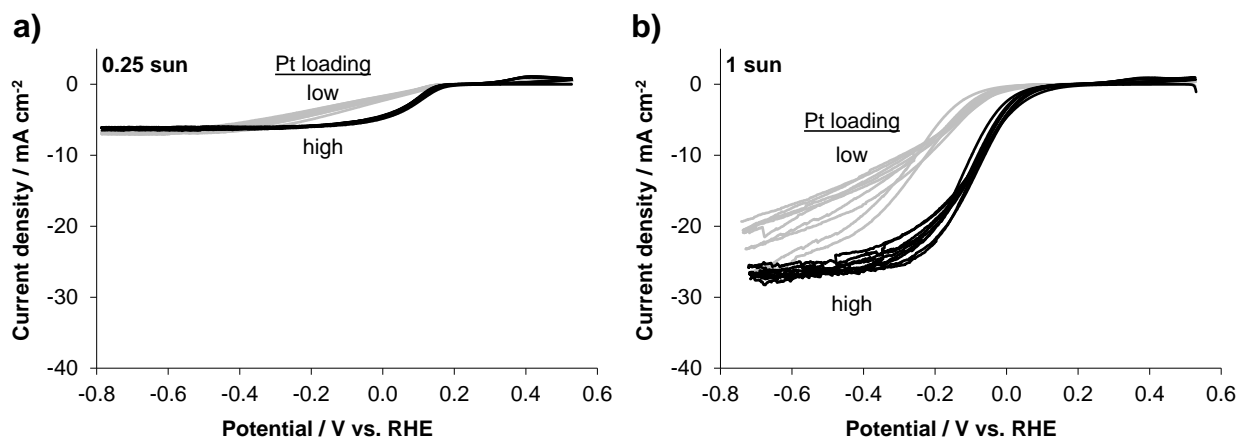 a)
0.25 sun
Pt loading
low
high
0
-10
-20
-30
-40
-0.8 -0.6 -0.4 -0.2 0.0 0.2 0.4 0.6
Current density / mA cm-2
Potential / V vs. RHE
b)
1 sun
Pt loading
low
high
0
-10
-20
-30
-40
-0.8 -0.6 -0.4 -0.2 0.0 0.2 0.4 0.6
Current density / mA cm-2
Potential / V vs. RHE